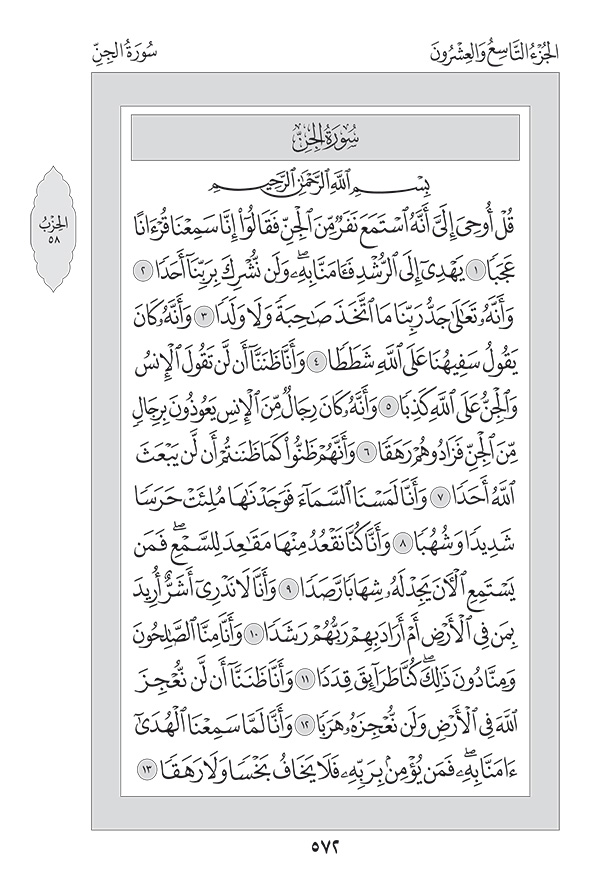 الجُزْءُ التَّاسِعُ وَالعِشْرُونَ
سُورَةُ الجِنِّ
سُورَةُ الجِنِّ
بِسْمِ ٱللَّهِ ٱلرَّحْمَٰنِ ٱلرَّحِيمِ
قُلْ أُوحِىَ إِلَىَّ أَنَّهُ ٱسْتَمَعَ نَفَرٌ مِّنَ ٱلْجِنِّ فَقَالُوٓا۟ إِنَّا سَمِعْنَا قُرْءَانًا
عَجَبًا ١ يَهْدِىٓ إِلَى ٱلرُّشْدِ فَـَٔامَنَّا بِهِۦ ۖ وَلَن نُّشْرِكَ بِرَبِّنَآ أَحَدًا ٢
وَأَنَّهُۥ تَعَٰلَىٰ جَدُّ رَبِّنَا مَا ٱتَّخَذَ صَٰحِبَةً وَلَا وَلَدًا ٣ وَأَنَّهُۥ كَانَ
يَقُولُ سَفِيهُنَا عَلَى ٱللَّهِ شَطَطًا ٤ وَأَنَّا ظَنَنَّآ أَن لَّن تَقُولَ ٱلْإِنسُ
وَٱلْجِنُّ عَلَى ٱللَّهِ كَذِبًا ٥ وَأَنَّهُۥ كَانَ رِجَالٌ مِّنَ ٱلْإِنسِ يَعُوذُونَ بِرِجَالٍ
مِّنَ ٱلْجِنِّ فَزَادُوهُمْ رَهَقًا ٦ وَأَنَّهُمْ ظَنُّوا۟ كَمَا ظَنَنتُمْ أَن لَّن يَبْعَثَ
ٱللَّهُ أَحَدًا ٧ وَأَنَّا لَمَسْنَا ٱلسَّمَآءَ فَوَجَدْنَٰهَا مُلِئَتْ حَرَسًا
شَدِيدًا وَشُهُبًا ٨ وَأَنَّا كُنَّا نَقْعُدُ مِنْهَا مَقَٰعِدَ لِلسَّمْعِ ۖ فَمَن
يَسْتَمِعِ ٱلْـَٔانَ يَجِدْ لَهُۥ شِهَابًا رَّصَدًا ٩ وَأَنَّا لَا نَدْرِىٓ أَشَرٌّ أُرِيدَ
بِمَن فِى ٱلْأَرْضِ أَمْ أَرَادَ بِهِمْ رَبُّهُمْ رَشَدًا ١٠ وَأَنَّا مِنَّا ٱلصَّٰلِحُونَ
وَمِنَّا دُونَ ذَٰلِكَ ۖ كُنَّا طَرَآئِقَ قِدَدًا ١١ وَأَنَّا ظَنَنَّآ أَن لَّن نُّعْجِزَ
ٱللَّهَ فِى ٱلْأَرْضِ وَلَن نُّعْجِزَهُۥ هَرَبًا ١٢ وَأَنَّا لَمَّا سَمِعْنَا ٱلْهُدَىٰٓ
ءَامَنَّا بِهِۦ ۖ فَمَن يُؤْمِنۢ بِرَبِّهِۦ فَلَا يَخَافُ بَخْسًا وَلَا رَهَقًا ١٣
الحِزْبُ
٥٨
٥٧٢